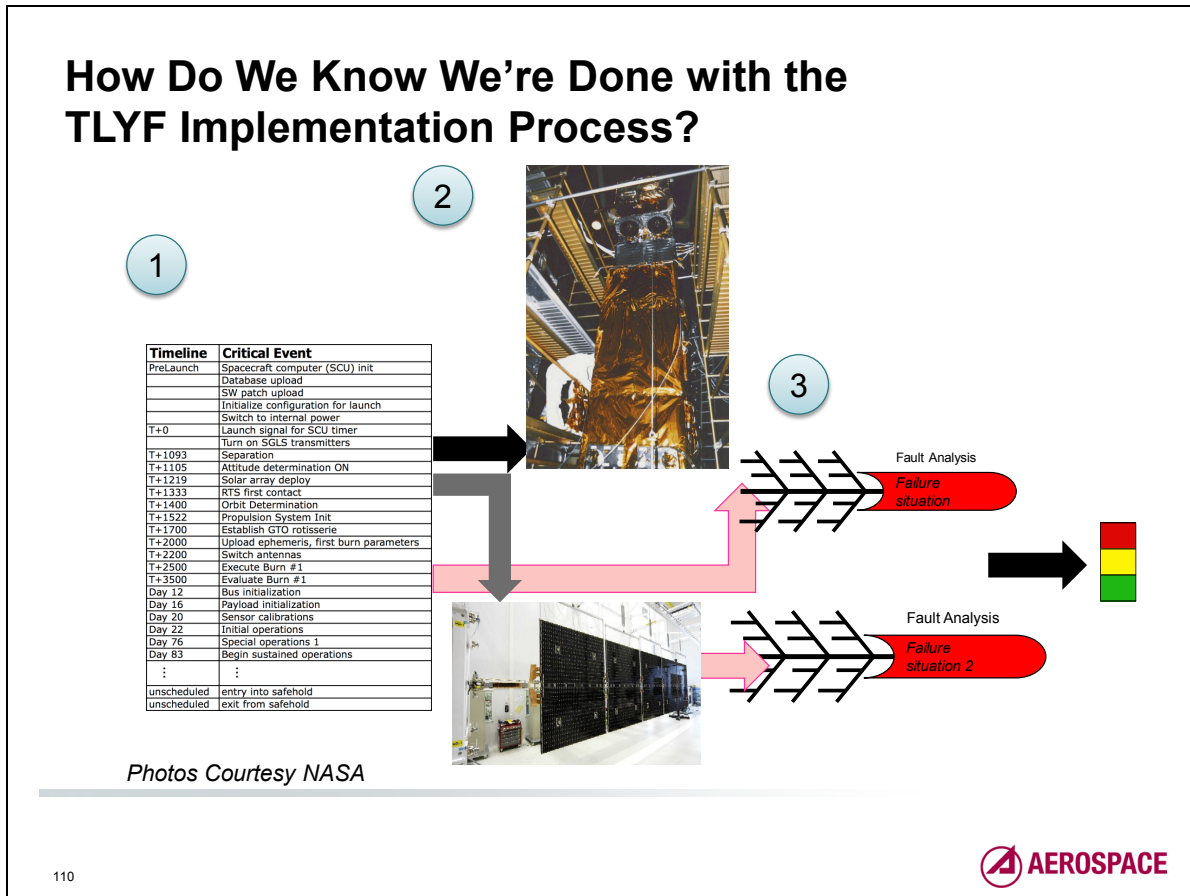 How Do We Know We're Done with the
TLYF Implementation Process?
1
2
3
Timeline Critical Event
PreLaunch Spacecraft computer (SCU) init
Database upload
SW patch upload
Initialize configuration for launch
Switch to internal power
T+0 Launch signal for SCU timer
Turn on SGLS transmitters
T+1093 Separation
T+1105 Attitude determination ON
T+1219 Solar array deploy
T+1333 RTS first contact
T+1400 Orbit Determination
T+1522 Propulsion System Init
T+1700 Establish GTO rotisserie
T+2000 Upload ephemeris, first burn parameters
T+2200 Switch antennas
T+2500 Execute Burn #1
T+3500 Evaluate Burn #1
Day 12 Bus initialization
Day 16 Payload initialization
Day 20 Sensor calibrations
Day 22 Initial operations
Day 76 Special operations 1
Day 83 Begin sustained operations
⋮ ⋮
unscheduled entry into safehold
unscheduled exit from safehold
Fault Analysis
Failure
situation
Fault Analysis
Failure
situation 2
Photos Courtesy NASA
110
AEROSPACE